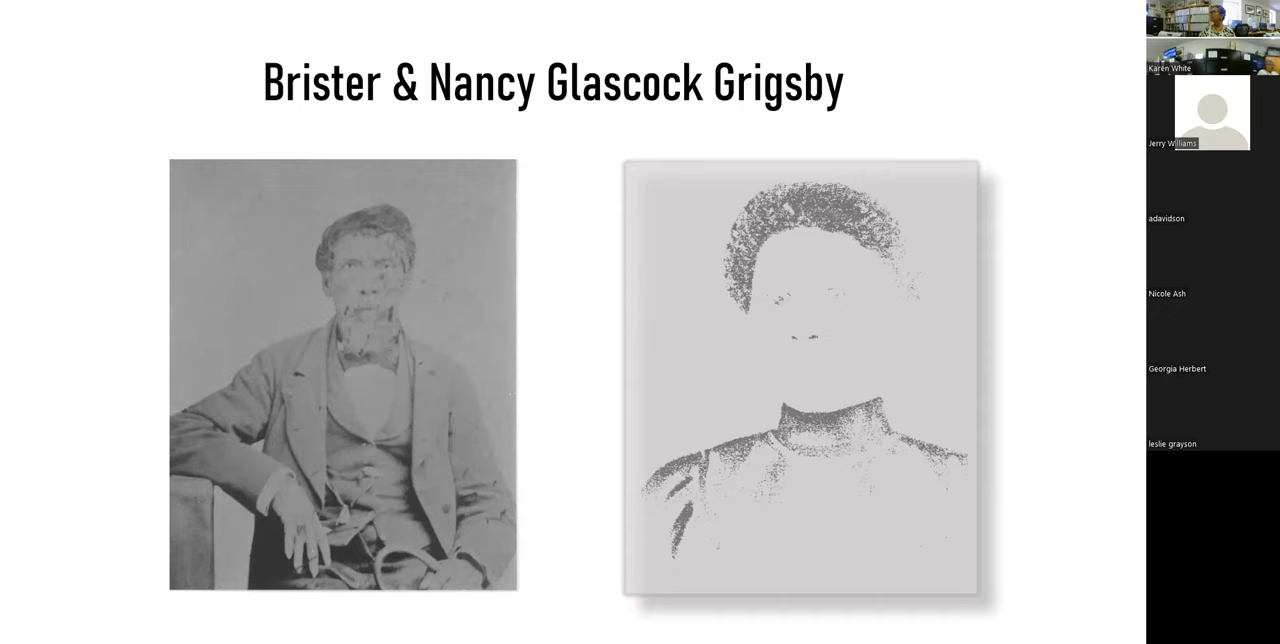 Brister & Nancy Glascock Grigsby
Karen White
Jerry Williams
adavidson
Nicole Ash
Georgia Herbert
leslie grayson